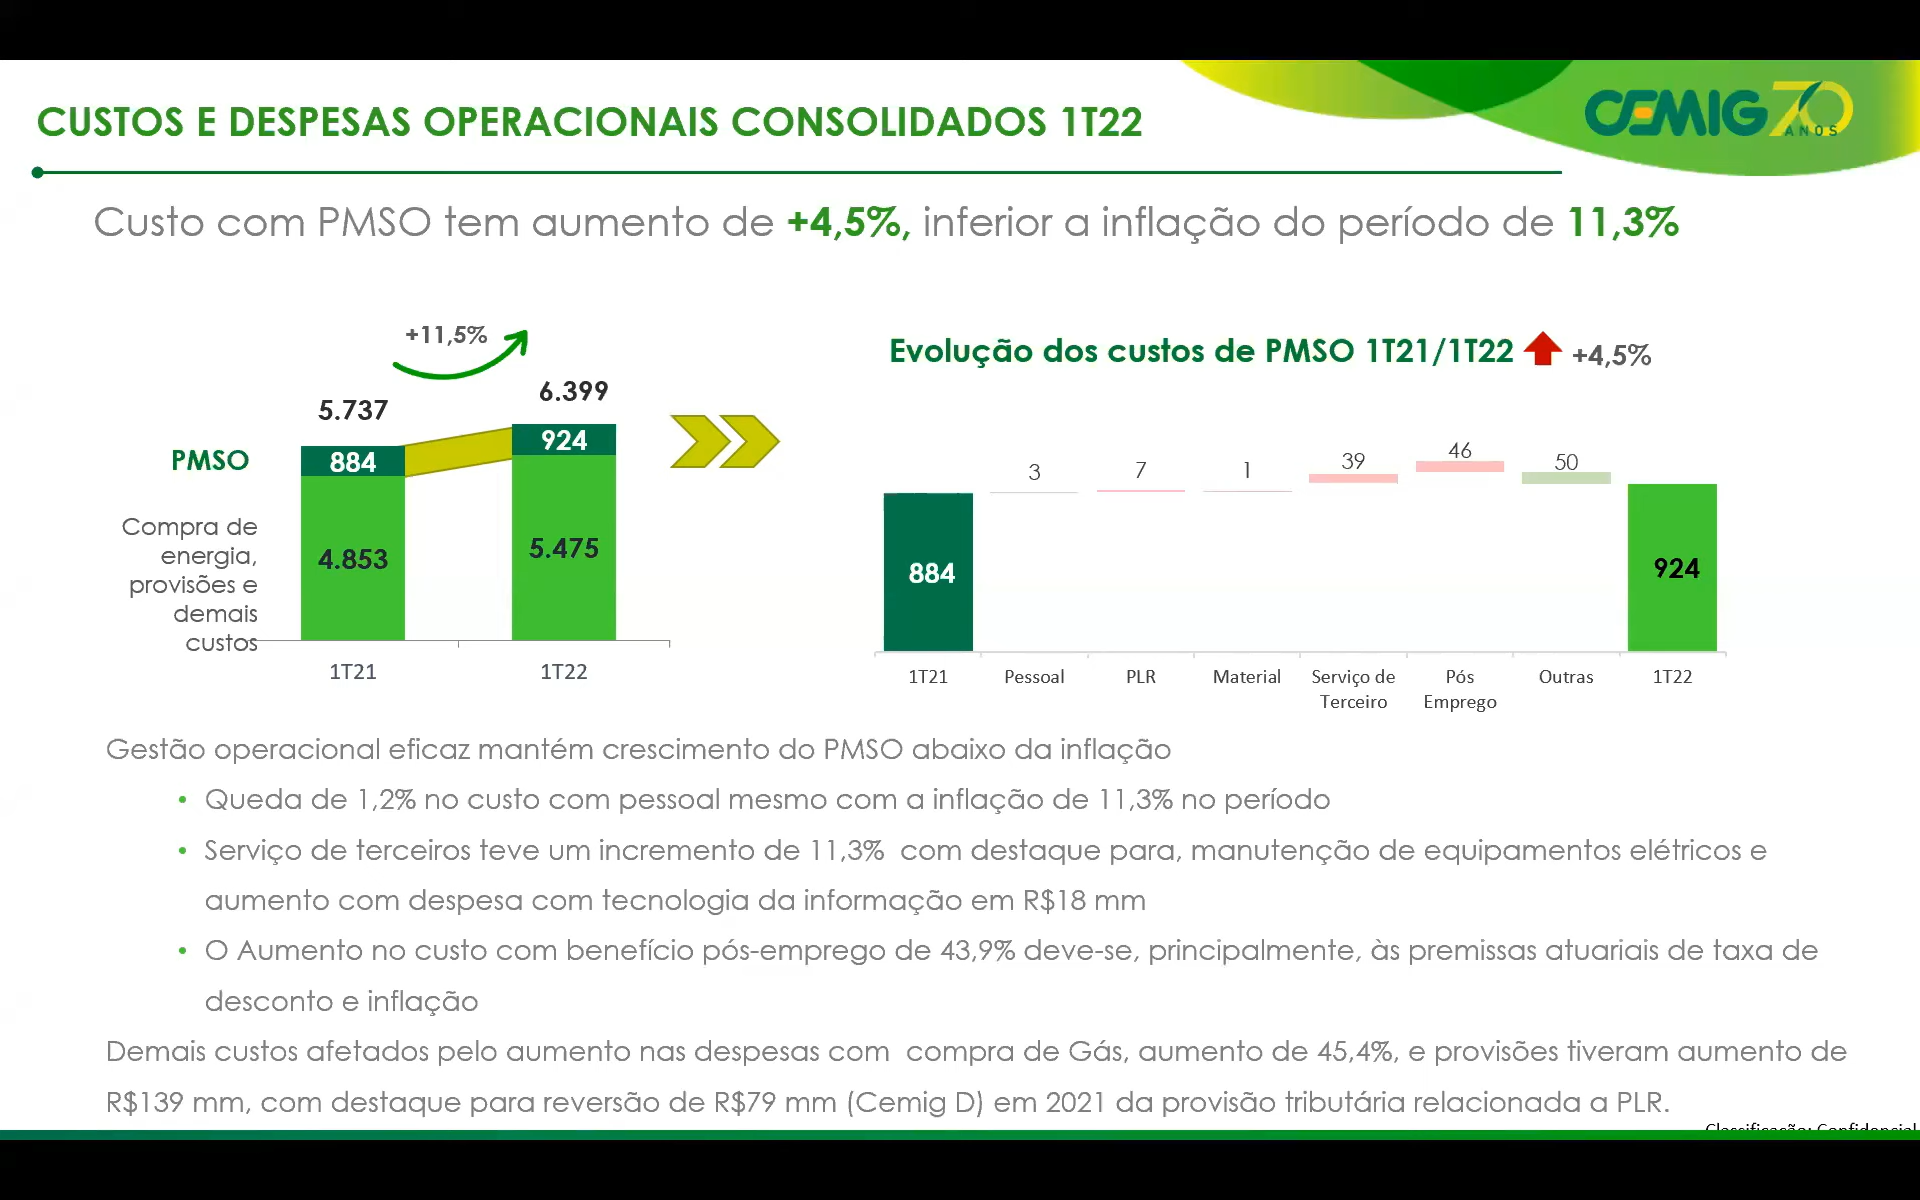 CUSTOS E DESPESAS OPERACIONAIS CONSOLIDADOS 1T22
CEMIG 70
ANOS
Custo com PMSO tem aumento de +4,5%, inferior a inflação do período de 11,3%
+11,5%
5.737
6.399
PMSO
884
924
Compra de
energia,
provisões e
demais
custos
4.853
5.475
1T21
1T22
Evolução dos custos de PMSO 1T21/1T22
+4,5%
884
3
7
1
39
46
50
924
1T21
Pessoal
PLR
Material
Serviço de
Terceiro
Pós
Emprego
Outras
1T22
Gestão operacional eficaz mantém crescimento do PMSO abaixo da inflação
• Queda de 1,2% no custo com pessoal mesmo com a inflação de 11,3% no período
• Serviço de terceiros teve um incremento de 11,3% com destaque para, manutenção de equipamentos elétricos e
aumento com despesa com tecnologia da informação em R$18 mm
• O Aumento no custo com benefício pós-emprego de 43,9% deve-se, principalmente, às premissas atuariais de taxa de
desconto e inflação
Demais custos afetados pelo aumento nas despesas com compra de Gás, aumento de 45,4%, e provisões tiveram aumento de
R$139 mm, com destaque para reversão de R$79 mm (Cemig D) em 2021 da provisão tributária relacionada a PLR.
Classificação: Confidencial